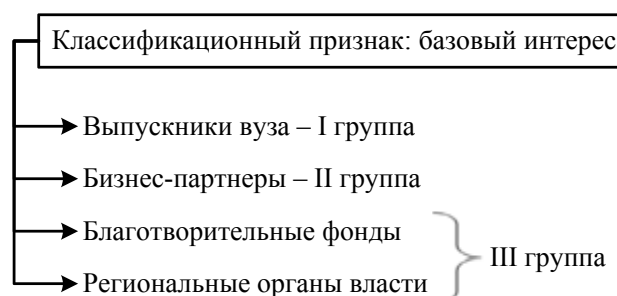 Классификационный признак: базовый интерес
Выпускники вуза – I группа
Бизнес-партнеры – II группа
Благотворительные фонды
III группа
Региональные органы власти